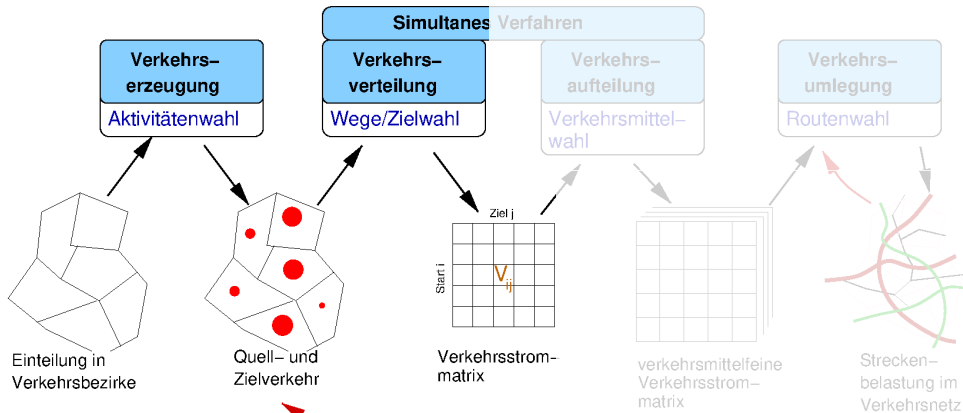 Simultanes Verfahren
Verkehrs–
erzeugung
Aktivitätenwahl
Verkehrs–
verteilung
Wege/Zielwahl
Verkehrs–
aufteilung
Verkehrsmittel–
wahl
Verkehrs–
umlegung
Routenwahl
Einteilung in
Verkehrsbezirke
Quell– und
Zielverkehr
Ziel j
Start i
Vij
Verkehrsstrom–
matrix
verkehrsmittelfeine
Verkehrsstrom–
matrix
Strecken–
belastung im
Verkehrsnetz